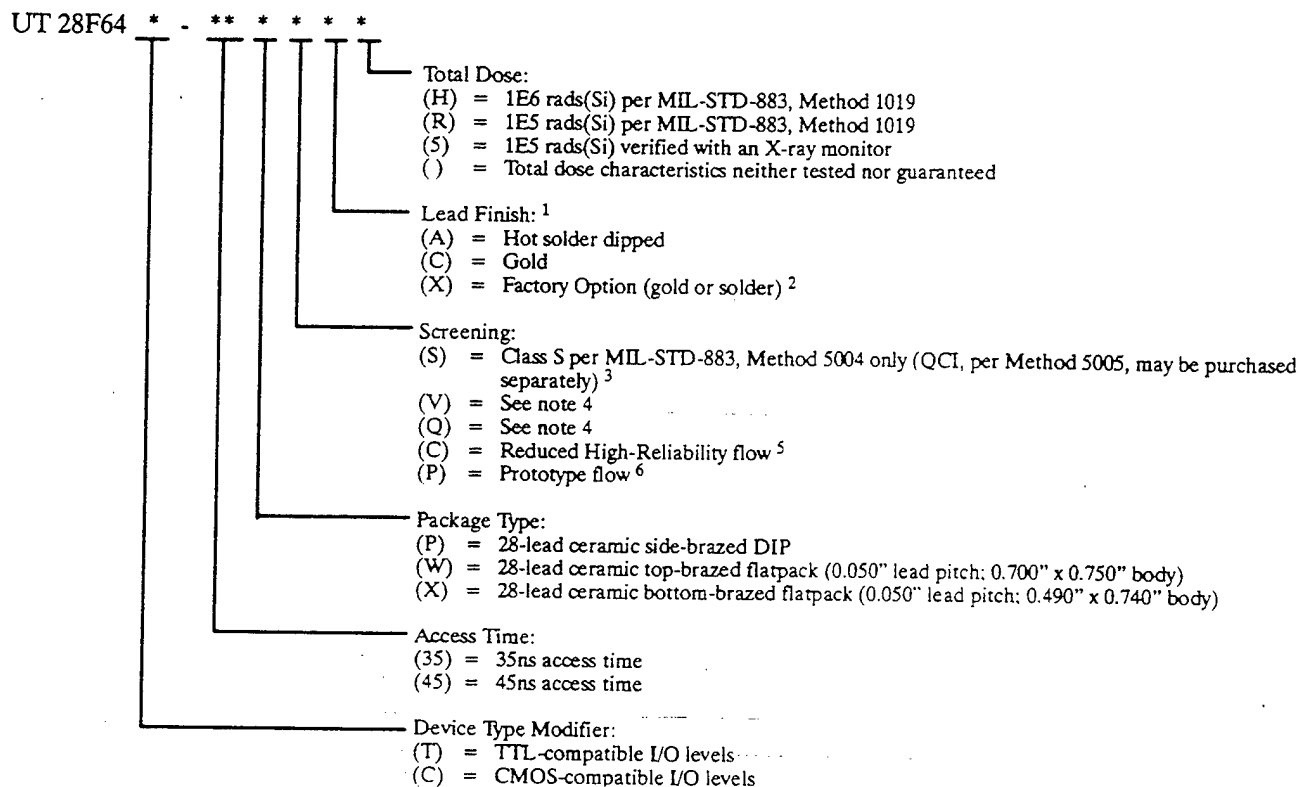 UT 28F64 * - ** * * * *
Total Dose:
(H) = 1E6 rads(Si) per MIL-STD-883, Method 1019
(R) = 1E5 rads(Si) per MIL-STD-883, Method 1019
(5) = 1E5 rads(Si) verified with an X-ray monitor
( ) = Total dose characteristics neither tested nor guaranteed
Lead Finish: 1
(A) = Hot solder dipped
(C) = Gold
(X) = Factory Option (gold or solder) 2
Screening:
(S) = Class S per MIL-STD-883, Method 5004 only (QCI, per Method 5005, may be purchased
separately) 3
(V) = See note 4
(Q) = See note 4
(C) = Reduced High-Reliability flow 5
(P) = Prototype flow 6
Package Type:
(P) = 28-lead ceramic side-brazed DIP
(W) = 28-lead ceramic top-brazed flatpack (0.050" lead pitch; 0.700" x 0.750" body)
(X) = 28-lead ceramic bottom-brazed flatpack (0.050" lead pitch; 0.490" x 0.740" body)
Access Time:
(35) = 35ns access time
(45) = 45ns access time
Device Type Modifier:
(T) = TTL-compatible I/O levels
(C) = CMOS-compatible I/O levels